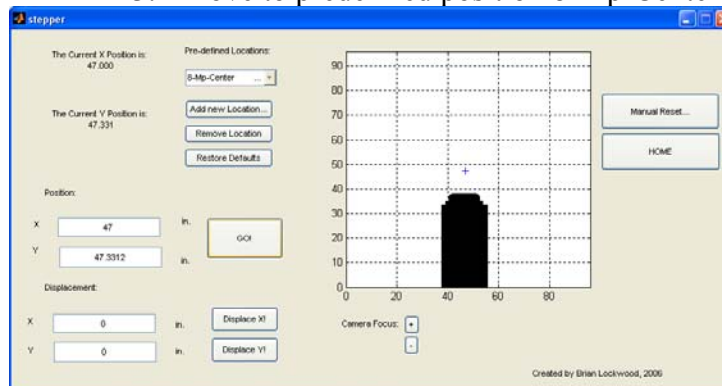 stepper
The Current X Position is:
47.000
Pre-defined Locations:
8-Mp-Center ...
The Current Y Position is:
47.331
Add new Location...
Remove Location
Restore Defaults
Position:
X 47 in.
Y 47.3312 in.
GO!
Displacement:
X 0 in. Displace X!
Y 0 in. Displace Y!
90
80
70
60
50
40
30
20
10
0
0 20 40 60 80
Camera Focus: +
-
Manual Reset...
HOME
Created by Brian Lockwood, 2006